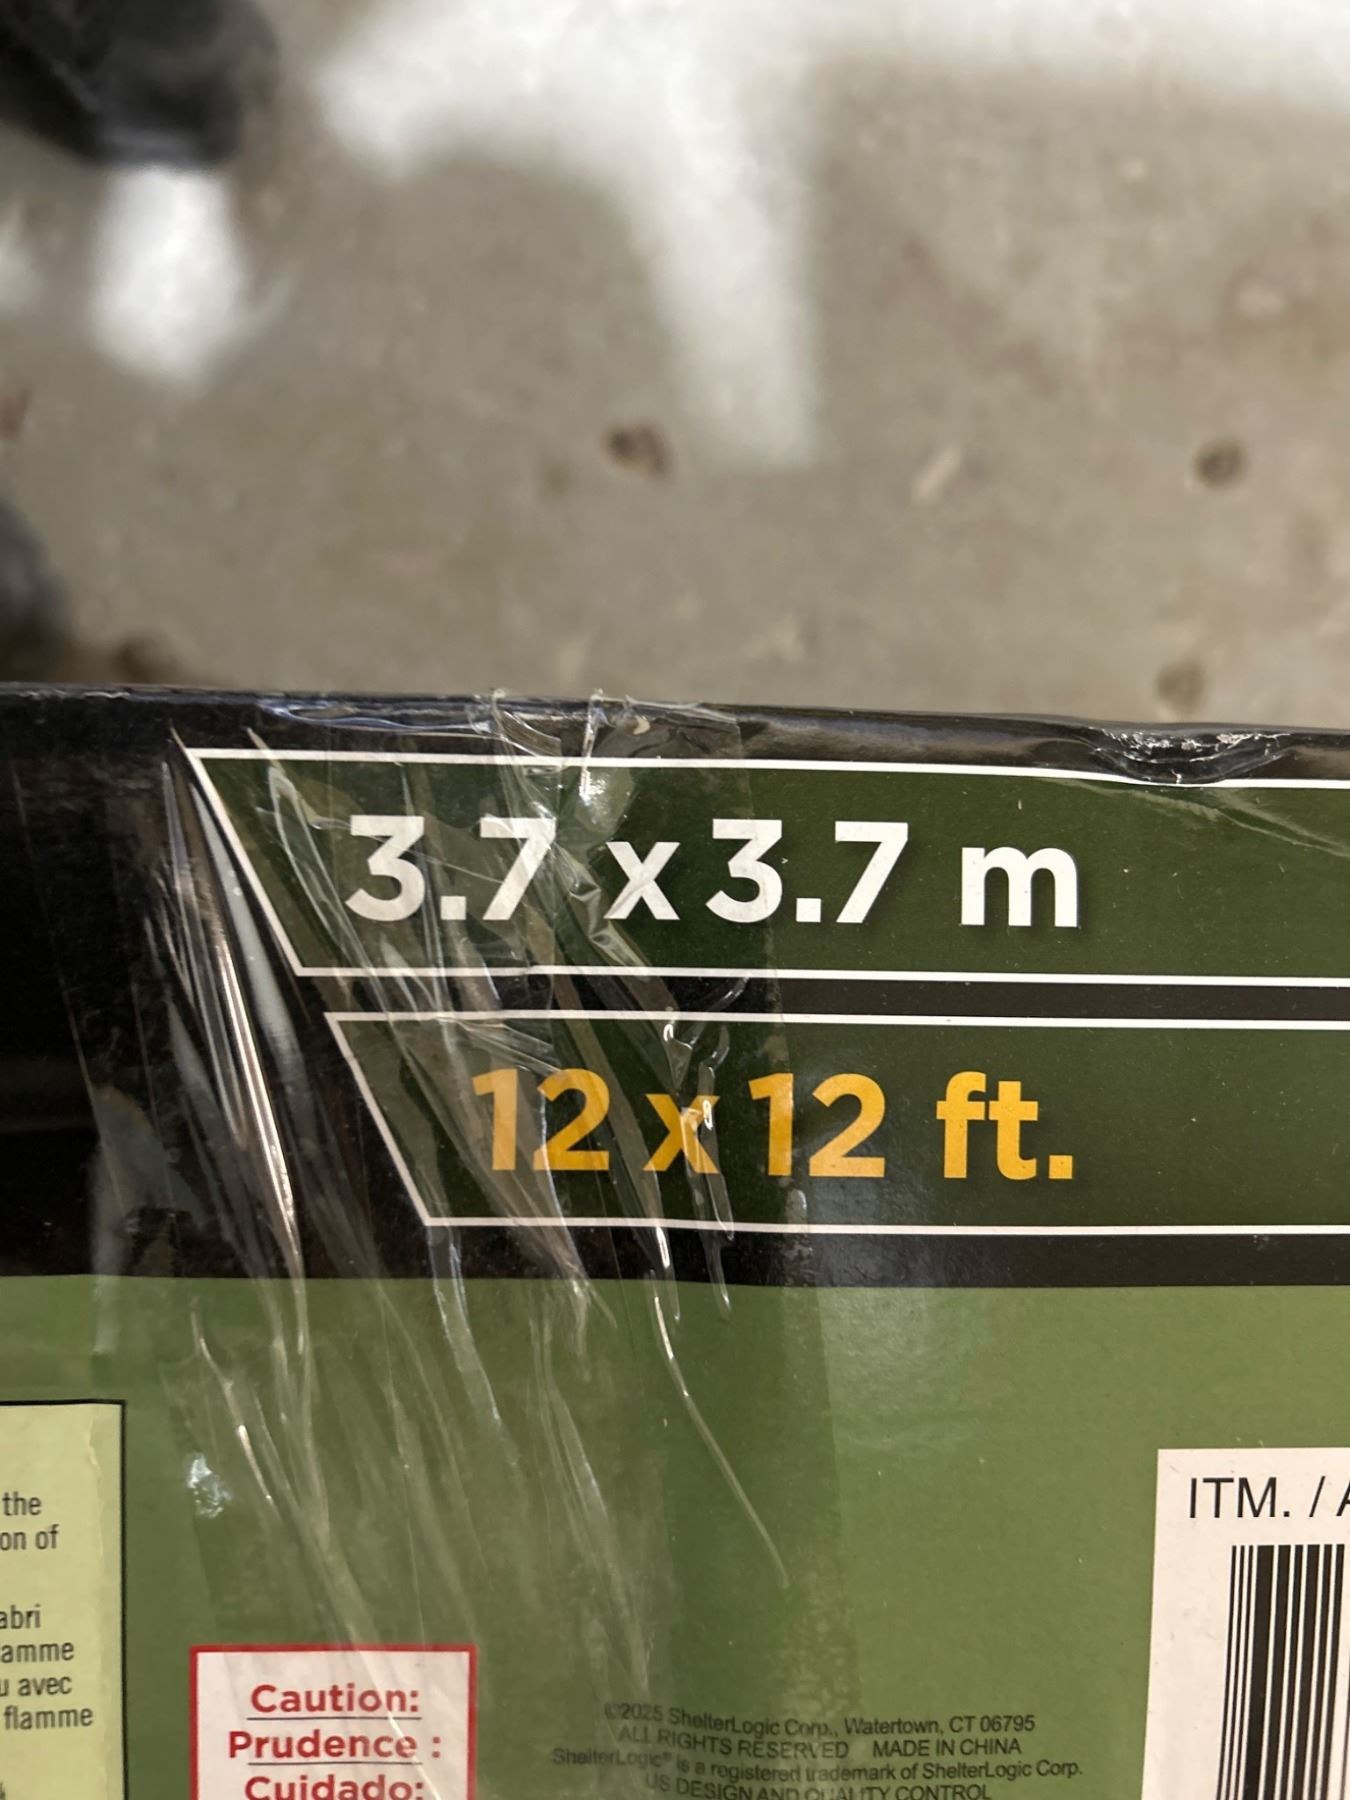 3.7 x 3.7 m
12 x 12 ft.
the
on of
abri
amme
u avec
flamme
ITM. /
Caution:
Prudence :
Cuidado:
©2025 ShelterLogic Corp., Watertown, CT 06795
ALL RIGHTS RESERVED MADE IN CHINA
ShelterLogic® is a registered trademark of ShelterLogic Corp.
US DESIGN AND QUALITY CONTROL